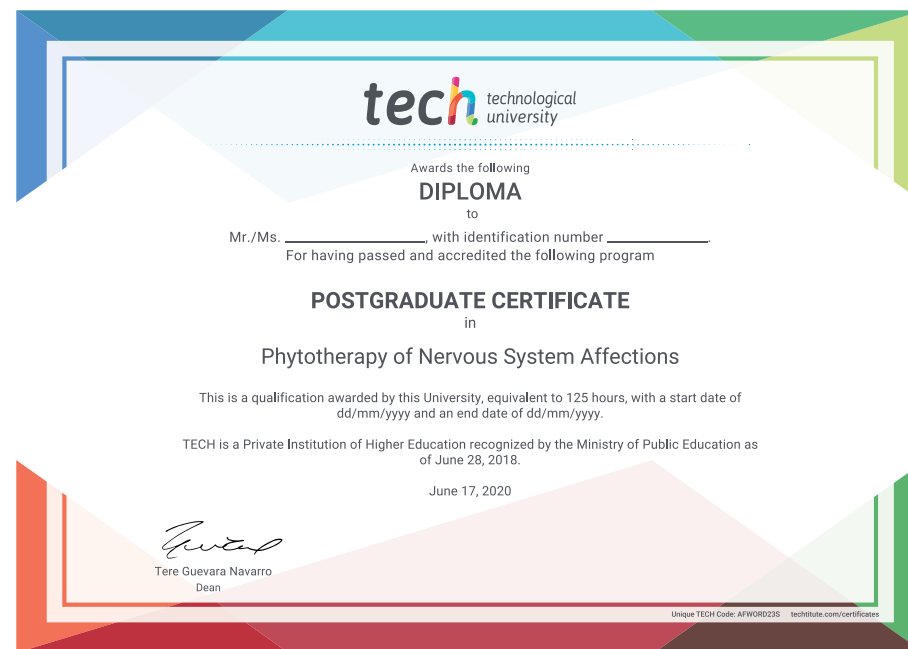 tech technological
university
Awards the following
DIPLOMA
to
Mr./Ms. ____________________, with identification number ______________.
For having passed and accredited the following program
POSTGRADUATE CERTIFICATE
in
Phytotherapy of Nervous System Affections
This is a qualification awarded by this University, equivalent to 125 hours, with a start date of
dd/mm/yyyy and an end date of dd/mm/yyyy.
TECH is a Private Institution of Higher Education recognized by the Ministry of Public Education as
of June 28, 2018.
June 17, 2020
Tere Guevara Navarro
Dean
Unique TECH Code: AFWORD23S techtitute.com/certificates